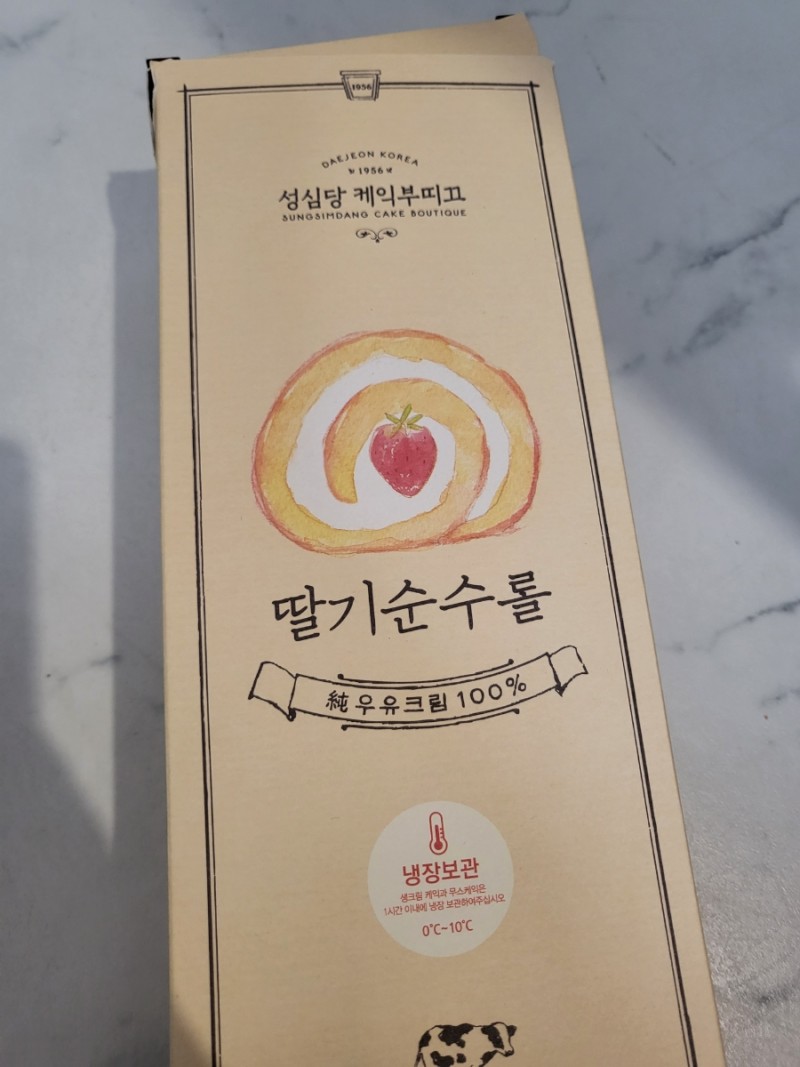 1956
DAEJEON KOREA
1956
성심당 케익부띠끄
SUNGSIMDANG CAKE BOUTIQUE
딸기순수롤
純 우유크림 100%
냉장보관
생크림 케익과 무스케익은
1시간 이내에 냉장 보관하여주십시오
0°C~10°C